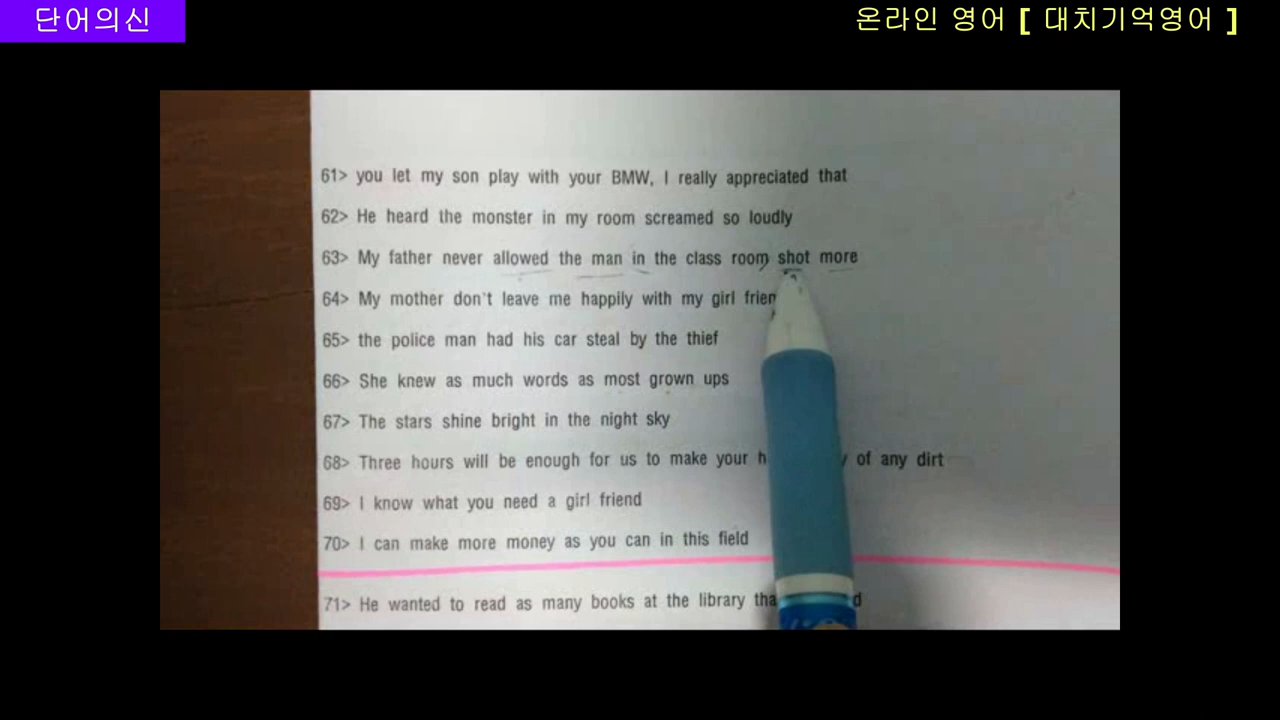 단어의신
온라인 영어 [ 대치기억영어 ]
61> you let my son play with your BMW, I really appreciated that
62> He heard the monster in my room screamed so loudly
63> My father never allowed the man in the class room shot more
64> My mother don't leave me happily with my girl
65> the police man had his car steal by the thief
66> She knew as much words as most grown ups
67> The stars shine bright in the night sky
68> Three hours will be enough for us to make your of any dirt
69> I know what you need a girl friend
70> I can make more money as you can in this field
71> He wanted to read as many books at the library